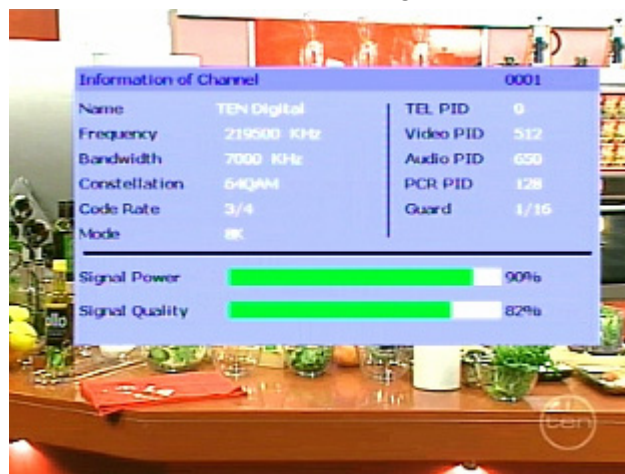 Information of Channel 0001
Name TEN Digital
Frequency 219500 KHz
Bandwidth 7000 KHz
Constellation 64QAM
Code Rate 3/4
Mode 8K
TEL PID 0
Video PID 512
Audio PID 650
PCR PID 128
Guard 1/16
Signal Power 90%
Signal Quality 82%
ten